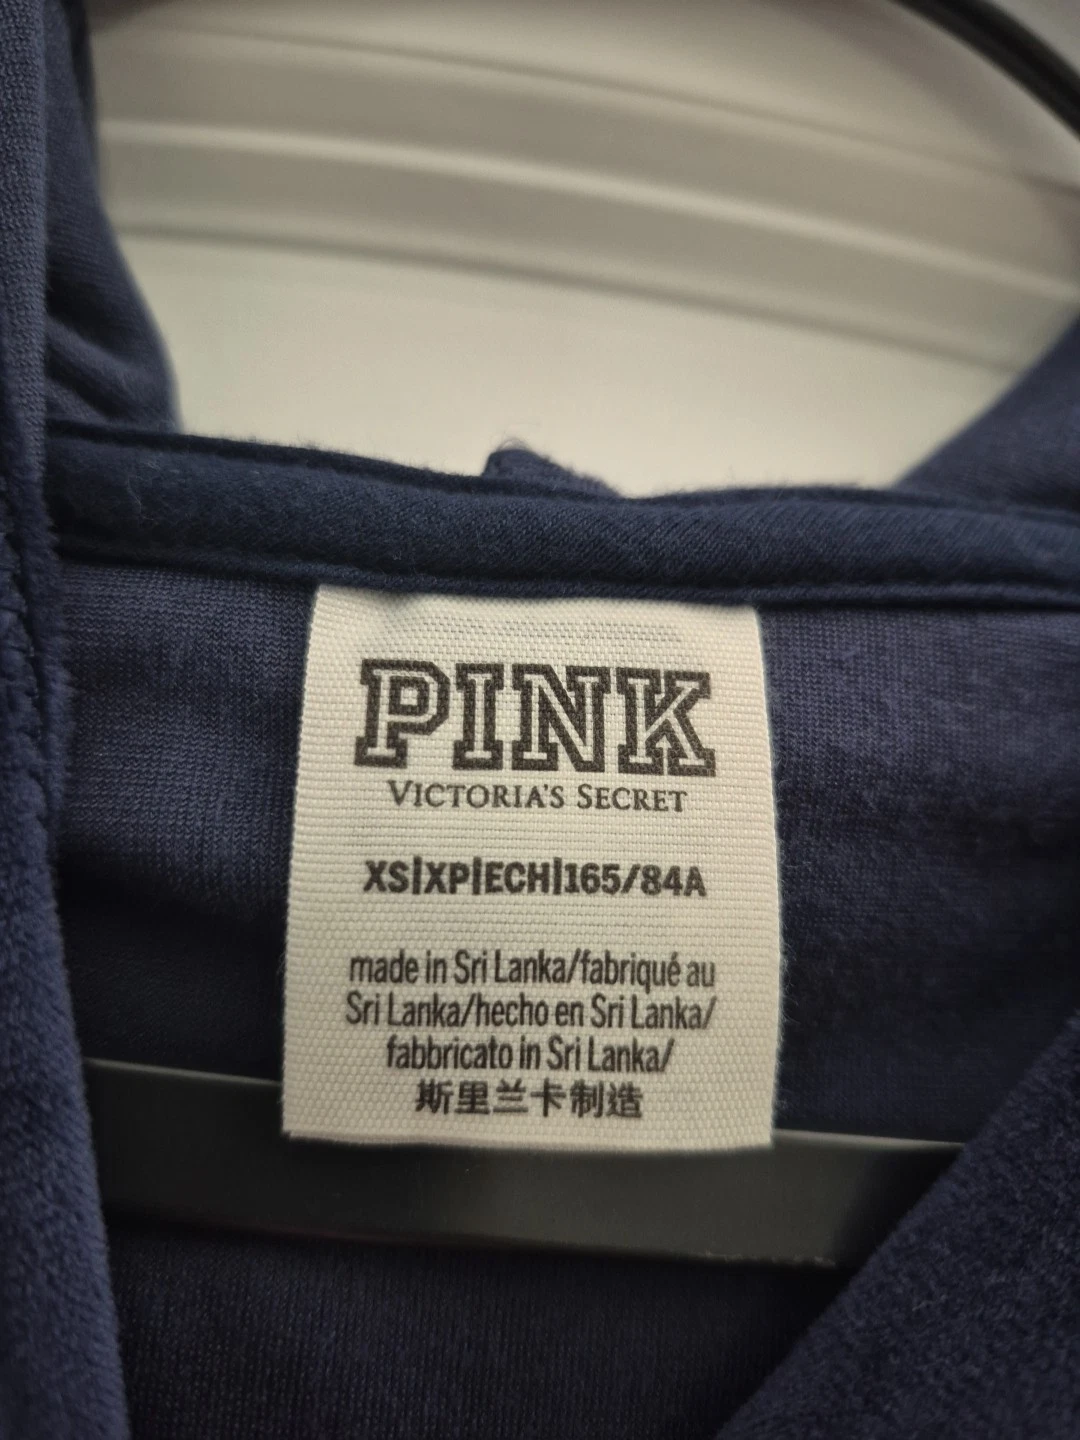 PINK
VICTORIA'S SECRET
XS|XP|ECH|165/84A
made in Sri Lanka/fabriqué au
Sri Lanka/hecho en Sri Lanka/
fabbricato in Sri Lanka/
斯里兰卡制造